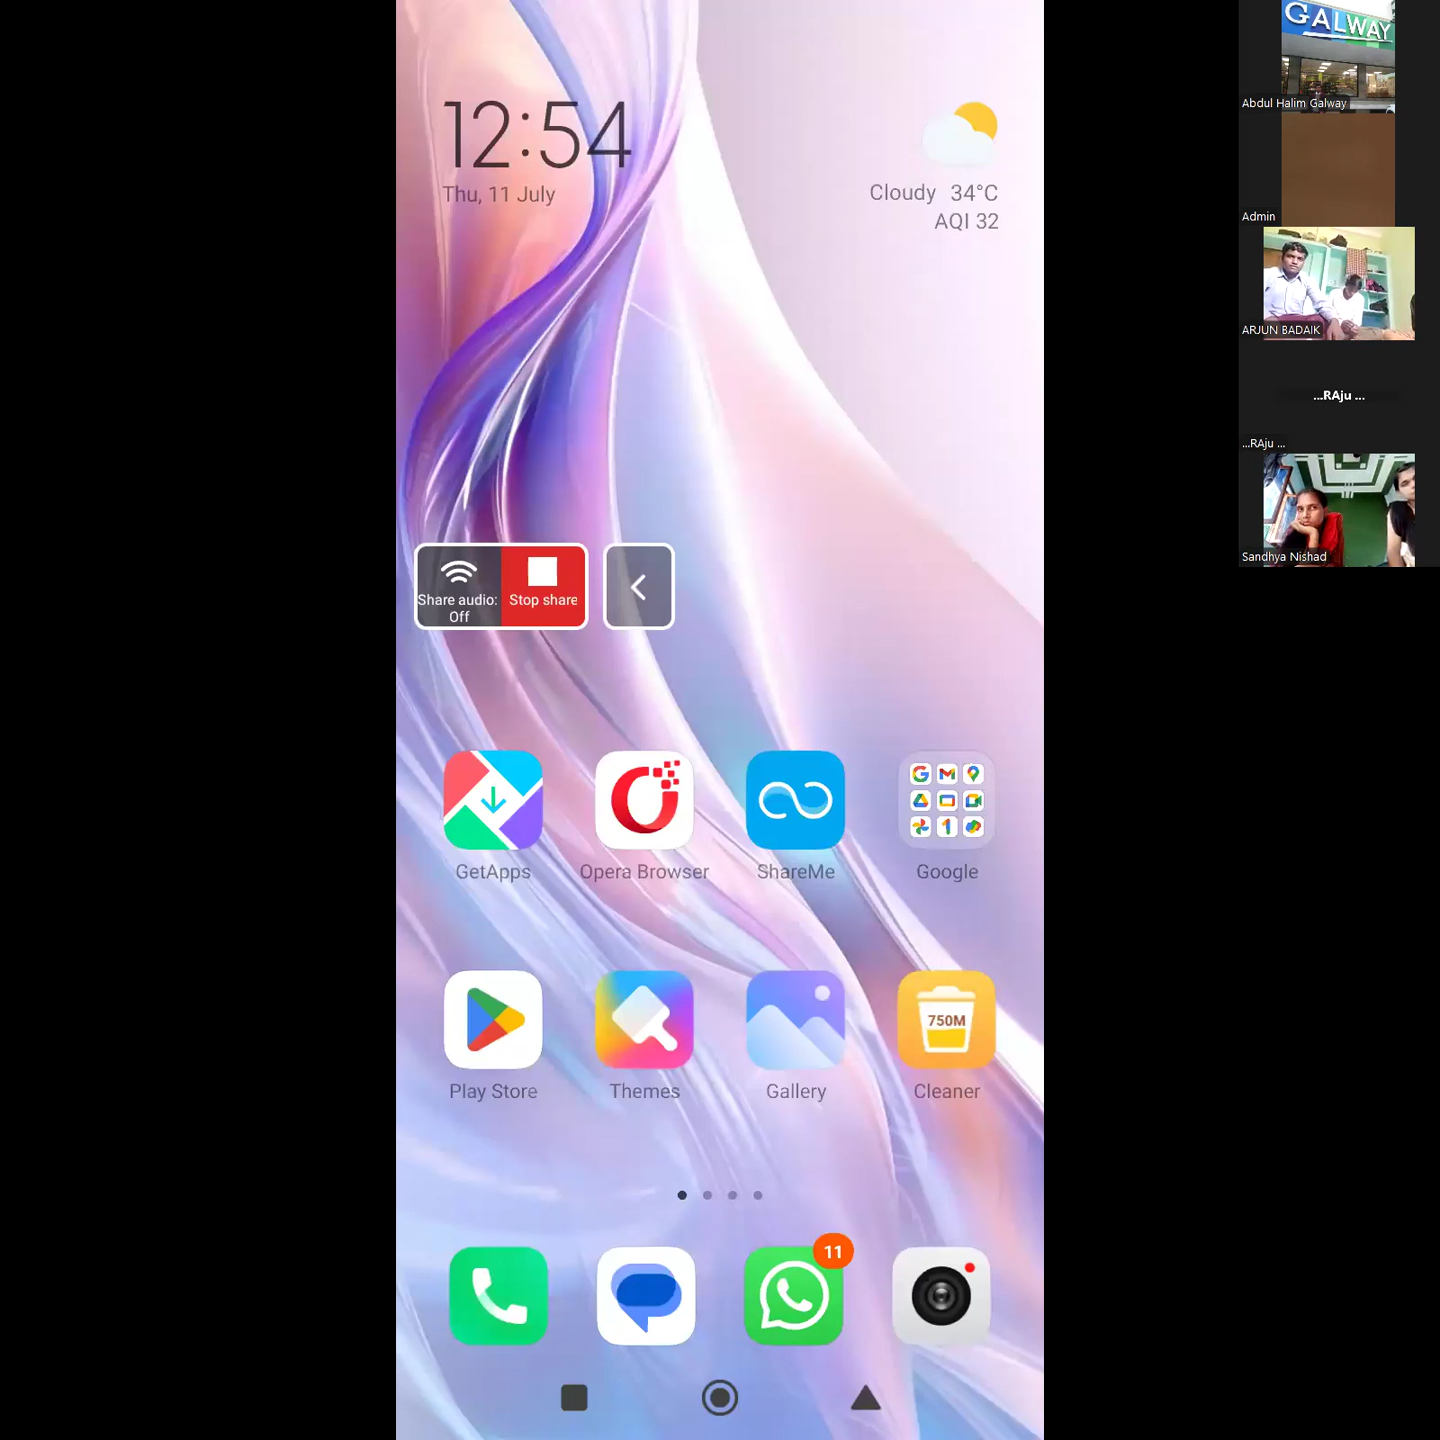 12:54
Thu, 11 July
Cloudy 34°C
AQI 32
Share audio:
Off
Stop share
GetApps
Opera Browser
ShareMe
Google
750M
Play Store
Themes
Gallery
Cleaner
11
GALWAY
Abdul Halim Galway
Admin
ARJUN BADAIK
...RAju ...
...RAju ...
Sandhya Nishad